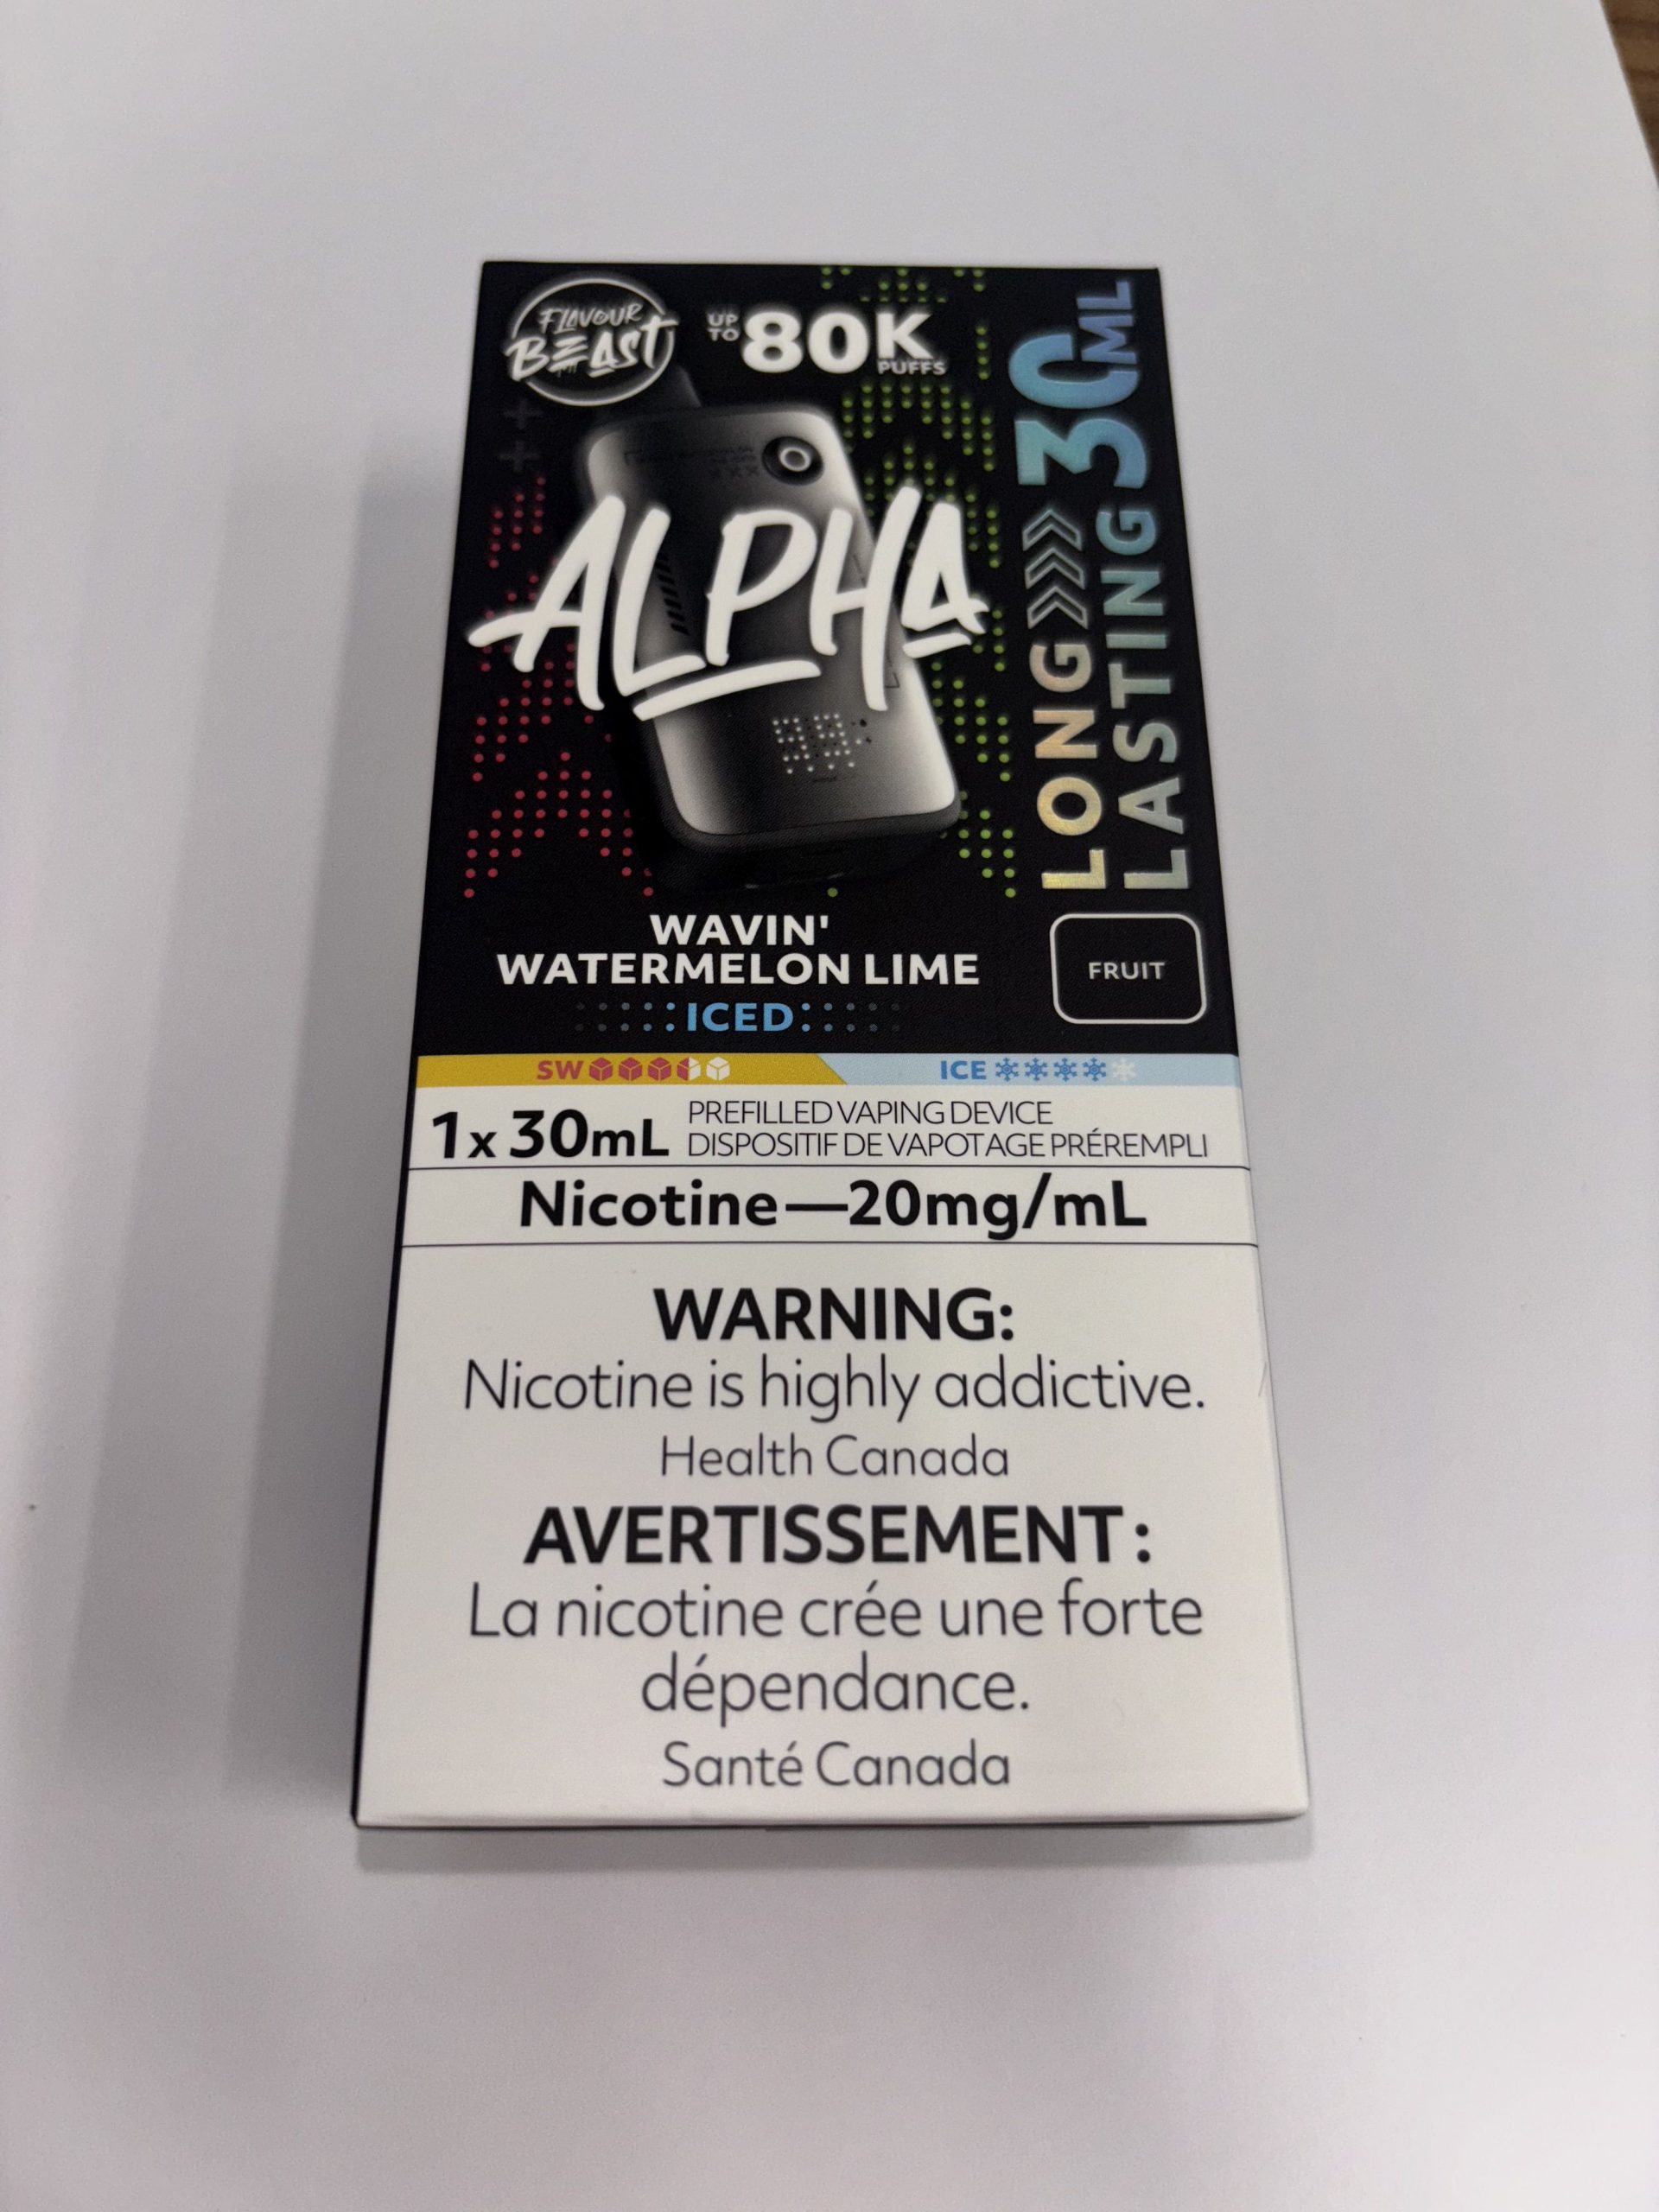 FLAVOUR
BEAST
UP
TO
80K
PUFFS
ALPHA
LONG
LASTING
30ML
WAVIN'
WATERMELON LIME
ICED
FRUIT
SW
ICE
1x30mL
PREFILLED VAPING DEVICE
DISPOSITIF DE VAPOTAGE PRÉREMPLI
Nicotine—20mg/mL
WARNING:
Nicotine is highly addictive.
Health Canada
AVERTISSEMENT :
La nicotine crée une forte
dépendance.
Santé Canada